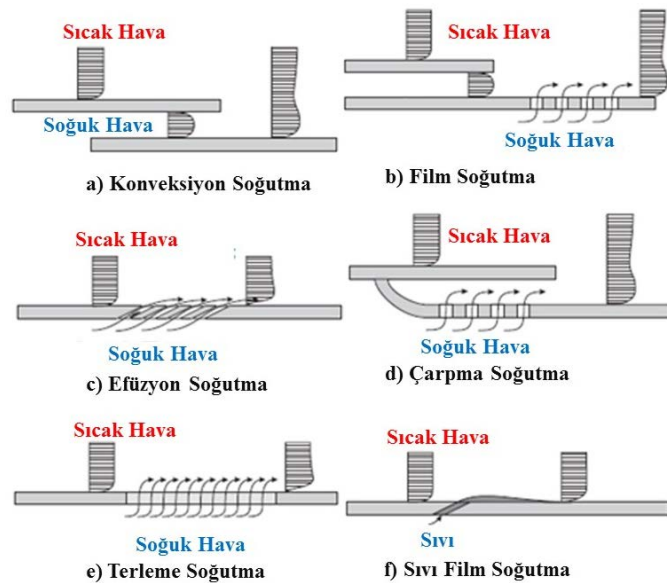 Sıcak Hava
Soğuk Hava
a) Konveksiyon Soğutma
Sıcak Hava
Soğuk Hava
b) Film Soğutma
Sıcak Hava
Soğuk Hava
c) Efüzyon Soğutma
Sıcak Hava
Soğuk Hava
d) Çarpma Soğutma
Sıcak Hava
Soğuk Hava
e) Terleme Soğutma
Sıcak Hava
Sıvı
f) Sıvı Film Soğutma